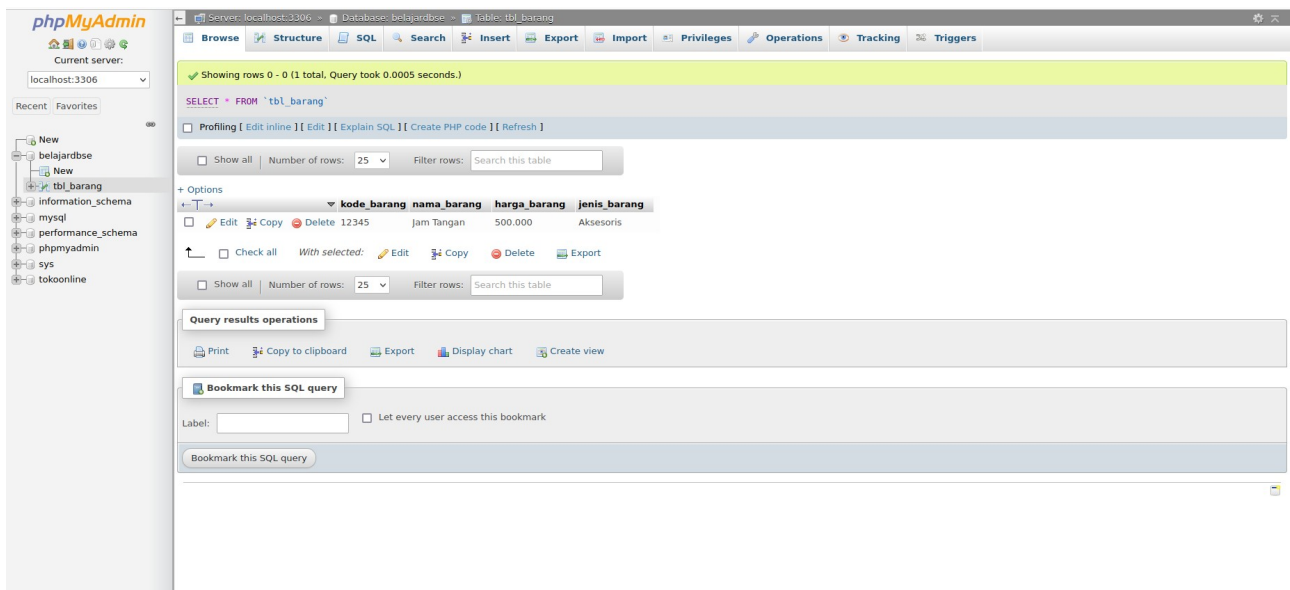 phpMyAdmin
Current server:
localhost:3306
Recent Favorites
New
belajardbse
New
tbl_barang
information_schema
mysql
performance_schema
phpmyadmin
sys
tokoonline
Server: localhost:3306 » Database: belajardbse » Table: tbl_barang
Browse Structure SQL Search Insert Export Import Privileges Operations Tracking Triggers
Showing rows 0 - 0 (1 total, Query took 0.0005 seconds.)
SELECT * FROM `tbl_barang`
Profiling [ Edit inline ] [ Edit ] [ Explain SQL ] [ Create PHP code ] [ Refresh ]
Show all | Number of rows: 25 Filter rows: Search this table
+ Options
←T→ ▼ kode_barang nama_barang harga_barang jenis_barang
Edit Copy Delete 12345 Jam Tangan 500.000 Aksesoris
Check all With selected: Edit Copy Delete Export
Show all | Number of rows: 25 Filter rows: Search this table
Query results operations
Print Copy to clipboard Export Display chart Create view
Bookmark this SQL query
Label: Let every user access this bookmark
Bookmark this SQL query